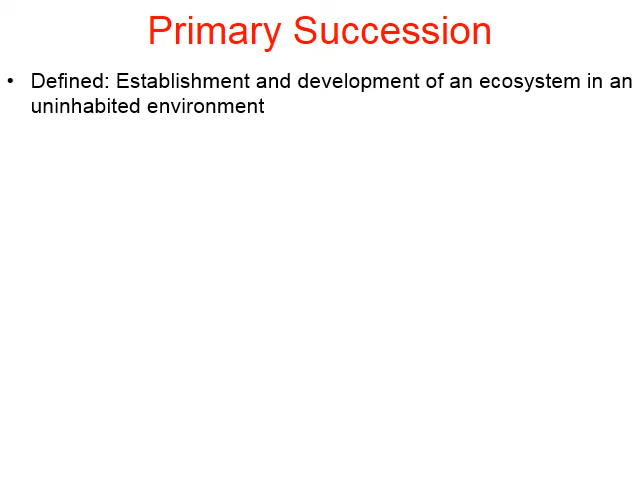 Primary Succession
• Defined: Establishment and development of an ecosystem in an
uninhabited environment